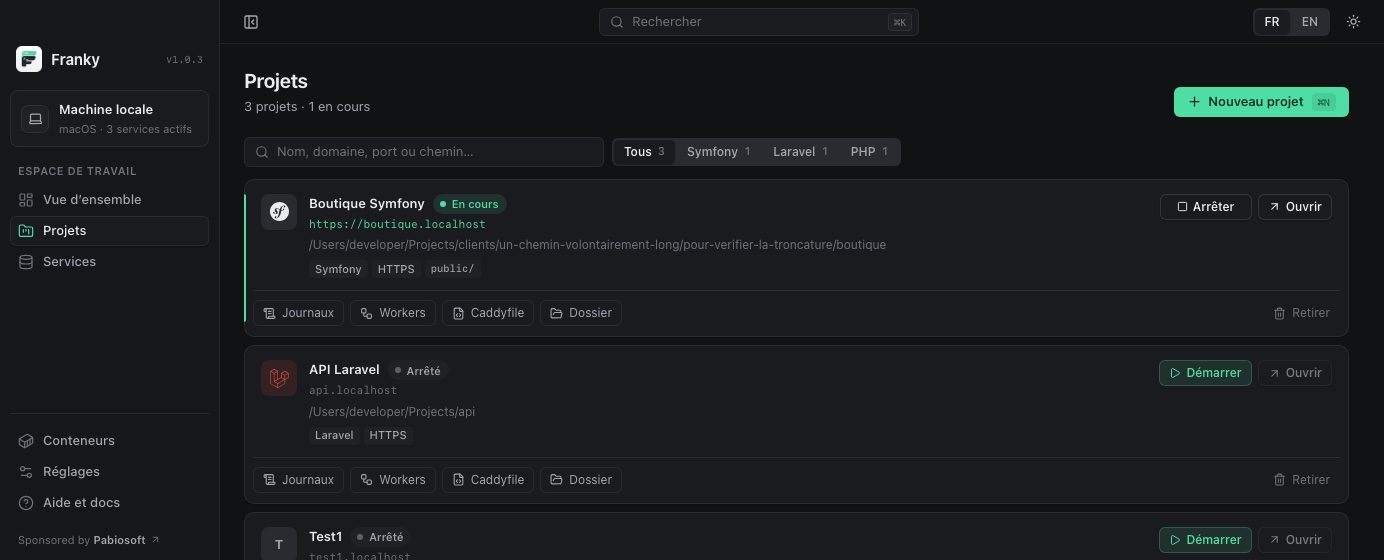 Rechercher ⌘K
FR EN
Franky v1.0.3
Machine locale
macOS · 3 services actifs
ESPACE DE TRAVAIL
Vue d'ensemble
Projets
Services
Conteneurs
Réglages
Aide et docs
Sponsored by Pabiosoft ↗
Projets
3 projets · 1 en cours
+ Nouveau projet ⌘N
Nom, domaine, port ou chemin...
Tous 3 Symfony 1 Laravel 1 PHP 1
sf
Boutique Symfony En cours
Arrêter Ouvrir
https://boutique.localhost
/Users/developer/Projects/clients/un-chemin-volontairement-long/pour-verifier-la-troncature/boutique
Symfony HTTPS public/
Journaux Workers Caddyfile Dossier Retirer
API Laravel Arrêté
Démarrer Ouvrir
api.localhost
/Users/developer/Projects/api
Laravel HTTPS
Journaux Workers Caddyfile Dossier Retirer
T
Test1 Arrêté
Démarrer Ouvrir
test1.localhost